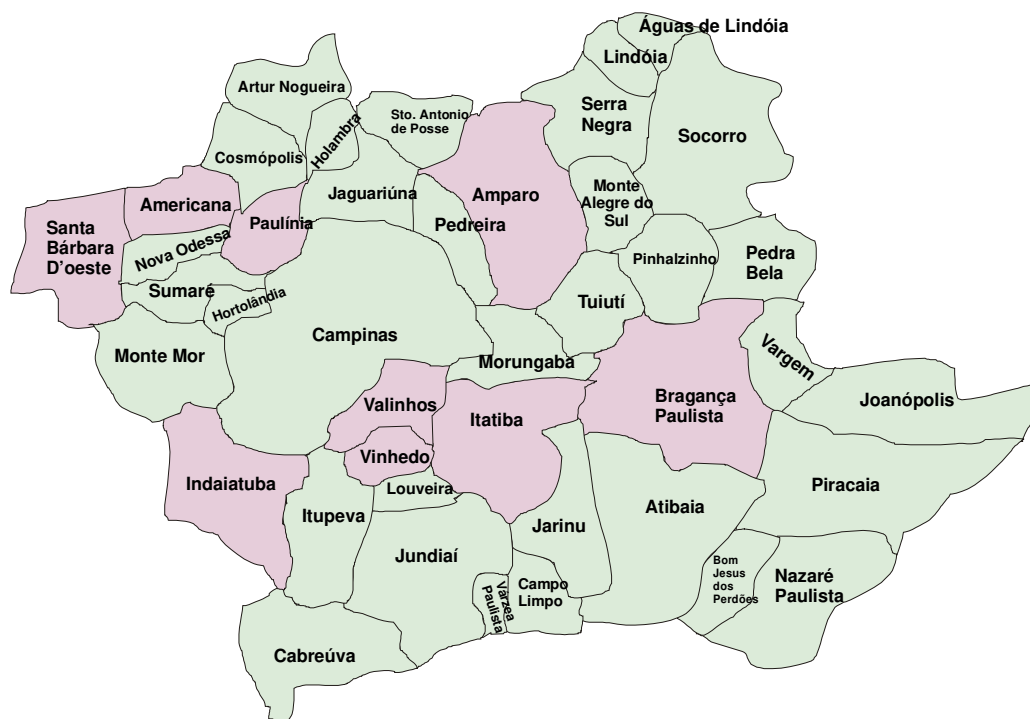 Águas de Lindóia
Lindóia
Artur Nogueira
Serra
Negra
Sto. Antonio
de Posse
Holambra
Socorro
Cosmópolis
Jaguariúna
Amparo
Monte
Alegre do
Sul
Americana
Paulínia
Pedreira
Santa
Bárbara
D'oeste
Nova Odessa
Pinhalzinho
Pedra
Bela
Sumaré
Hortolândia
Tuiutí
Campinas
Monte Mor
Morungaba
Vargem
Bragança
Paulista
Joanópolis
Valinhos
Itatiba
Vinhedo
Indaiatuba
Louveira
Piracaia
Itupeva
Atibaia
Jarinu
Jundiaí
Bom
Jesus
dos
Perdões
Nazaré
Paulista
Campo
Limpo
Várzea
Paulista
Cabreúva